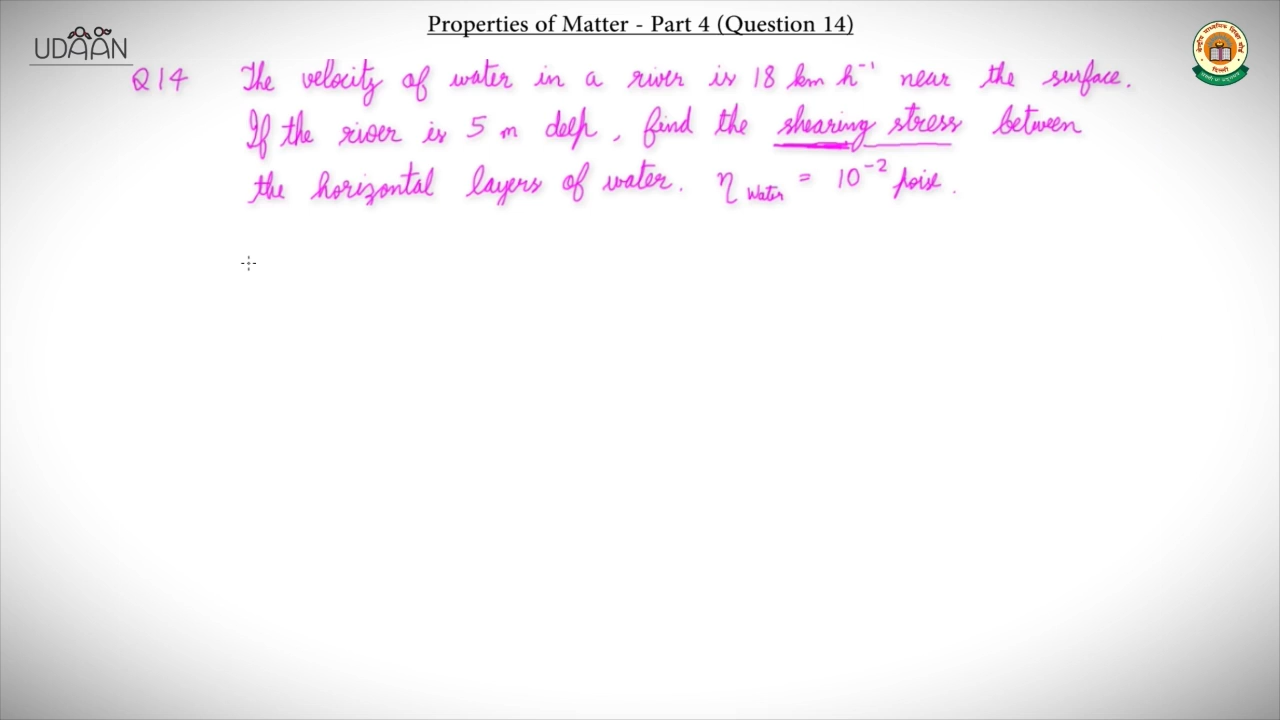 Properties of Matter - Part 4 (Question 14)
UDAAN
Q 14 The velocity of water in a river is 18 km h⁻¹ near the surface.
If the river is 5 m deep, find the shearing stress between
the horizontal layers of water. η water = 10⁻² poise.